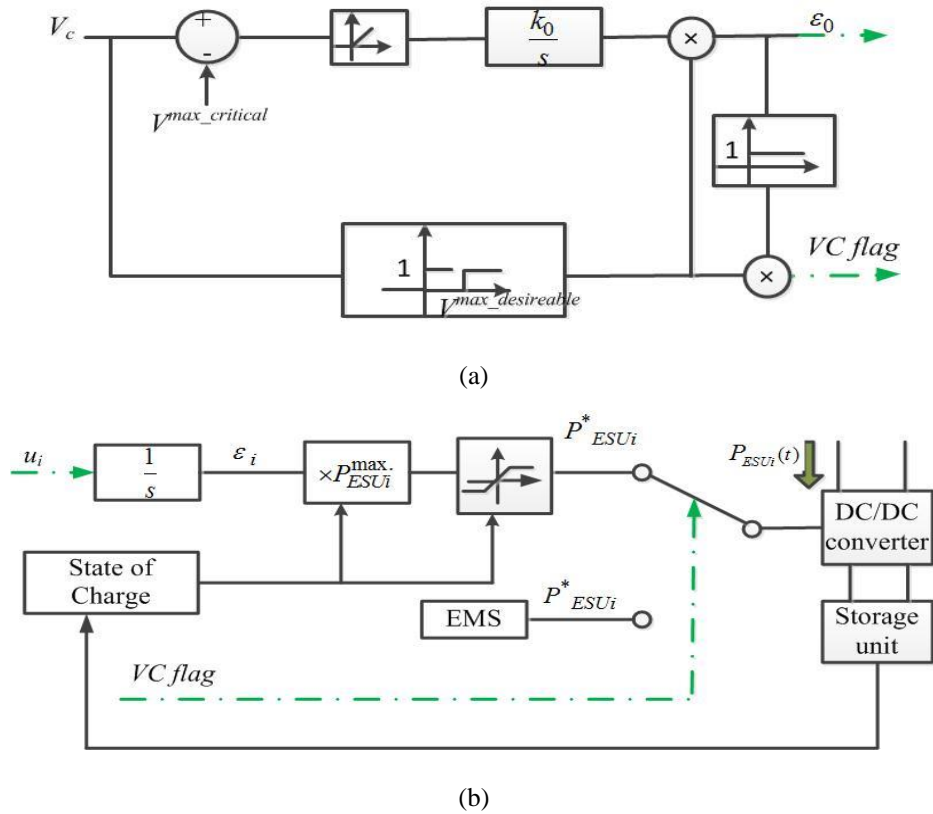 V_c
+
-
V^max_critical
k_0
s
×
ε_0
1
1
V^max_desireable
×
VC flag
(a)
u_i
1
s
ε_i
×P^max._ESUi
P^*_ESUi
P_ESUi(t)
DC/DC
converter
State of
Charge
EMS
P^*_ESUi
Storage
unit
VC flag
(b)